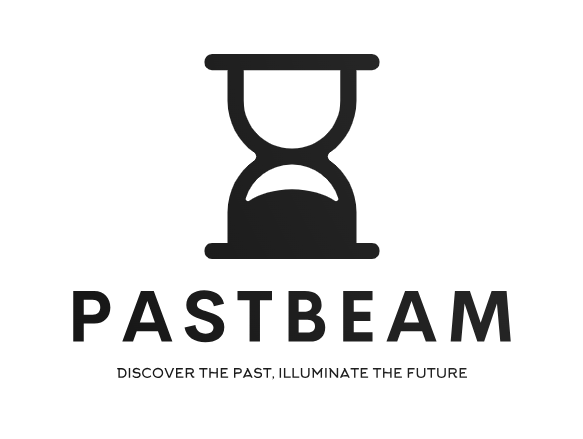 PASTBEAM
DISCOVER THE PAST, ILLUMINATE THE FUTURE